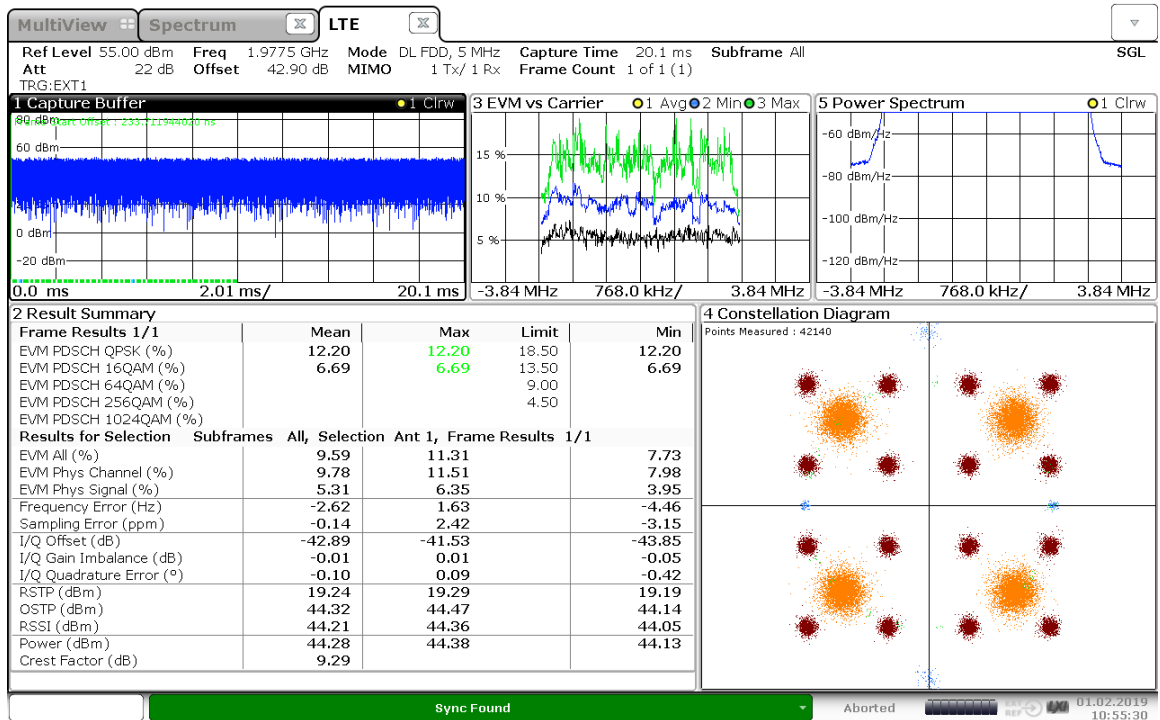 MultiView Spectrum X LTE X
Ref Level 55.00 dBm Freq 1.9775 GHz Mode DL FDD, 5 MHz Capture Time 20.1 ms Subframe All SGL
Att 22 dB Offset 42.90 dB MIMO 1 Tx/ 1 Rx Frame Count 1 of 1 (1)
TRG:EXT1
1 Capture Buffer 1 Clrw
80 dBm
Frame Start Offset : 233.511944020 ms
60 dBm
0 dBm
-20 dBm
0.0 ms 2.01 ms/ 20.1 ms
3 EVM vs Carrier 1 Avg 2 Min 3 Max
15 %
10 %
5 %
-3.84 MHz 768.0 kHz/ 3.84 MHz
5 Power Spectrum 1 Clrw
-60 dBm/Hz
-80 dBm/Hz
-100 dBm/Hz
-120 dBm/Hz
-3.84 MHz 768.0 kHz/ 3.84 MHz
2 Result Summary
Frame Results 1/1 Mean Max Limit Min
EVM PDSCH QPSK (%) 12.20 12.20 18.50 12.20
EVM PDSCH 16QAM (%) 6.69 6.69 13.50 6.69
EVM PDSCH 64QAM (%) 9.00
EVM PDSCH 256QAM (%) 4.50
EVM PDSCH 1024QAM (%)
Results for Selection Subframes All, Selection Ant 1, Frame Results 1/1
EVM All (%) 9.59 11.31 7.73
EVM Phys Channel (%) 9.78 11.51 7.98
EVM Phys Signal (%) 5.31 6.35 3.95
Frequency Error (Hz) -2.62 1.63 -4.46
Sampling Error (ppm) -0.14 2.42 -3.15
I/Q Offset (dB) -42.89 -41.53 -43.85
I/Q Gain Imbalance (dB) -0.01 0.01 -0.05
I/Q Quadrature Error (º) -0.10 0.09 -0.42
RSTP (dBm) 19.24 19.29 19.19
OSTP (dBm) 44.32 44.47 44.14
RSSI (dBm) 44.21 44.36 44.05
Power (dBm) 44.28 44.38 44.13
Crest Factor (dB) 9.29
4 Constellation Diagram
Points Measured : 42140
Sync Found
Aborted
EXT
REF
LXI
01.02.2019
10:55:30